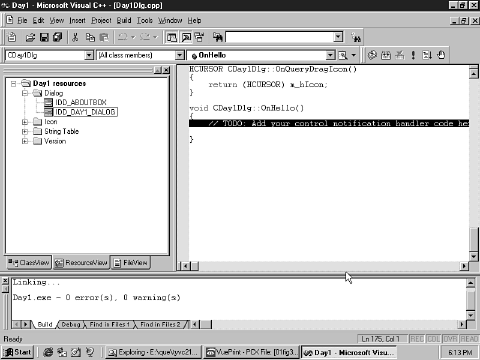 Day1 - Microsoft Visual C++ - [Day1Dlg.cpp]
File Edit View Insert Project Build Tools Window Help
CDay1Dlg
(All class members)
OnHello
Day1 resources
Dialog
IDD_ABOUTBOX
IDD_DAY1_DIALOG
Icon
String Table
Version
ClassView ResourceView FileView
HCURSOR CDay1Dlg::OnQueryDragIcon()
{
return (HCURSOR) m_hIcon;
}
void CDay1Dlg::OnHello()
{
// TODO: Add your control notification handler code he
}
Linking...
Day1.exe - 0 error(s), 0 warning(s)
Build Debug Find in Files 1 Find in Files 2
Ready
Ln 175, Col 1 REC COL OVR READ
Start
Exploring - E:\que\tyvc21...
VuePrint - PCX File: [01fig3...
Day1 - Microsoft Visu...
6:13 PM